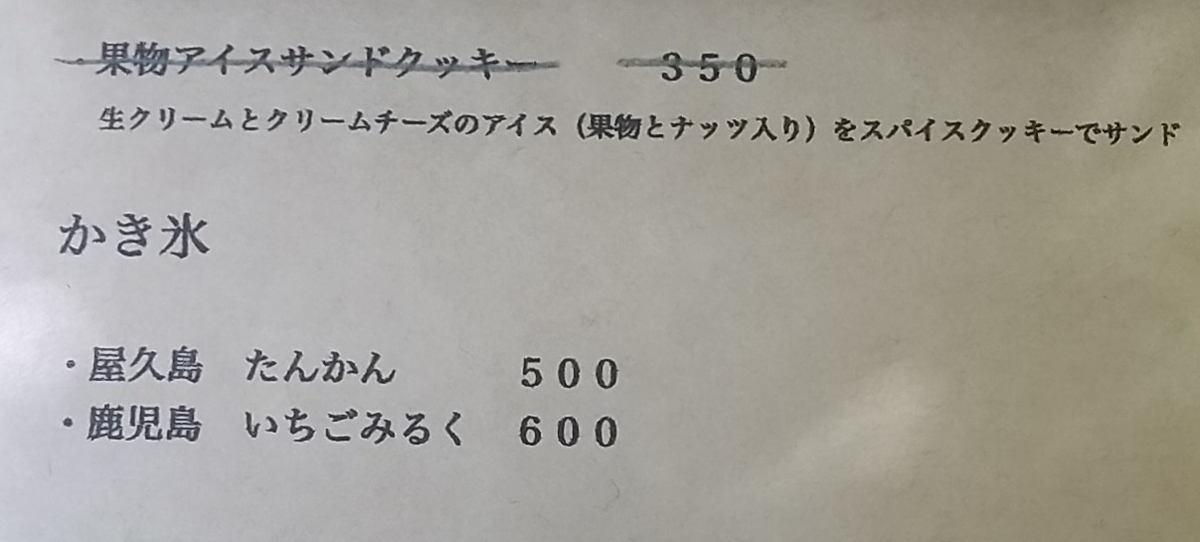 ・果物アイスサンドクッキー　３５０
生クリームとクリームチーズのアイス（果物とナッツ入り）をスパイスクッキーでサンド
かき氷
・屋久島　たんかん　５００
・鹿児島　いちごみるく　６００